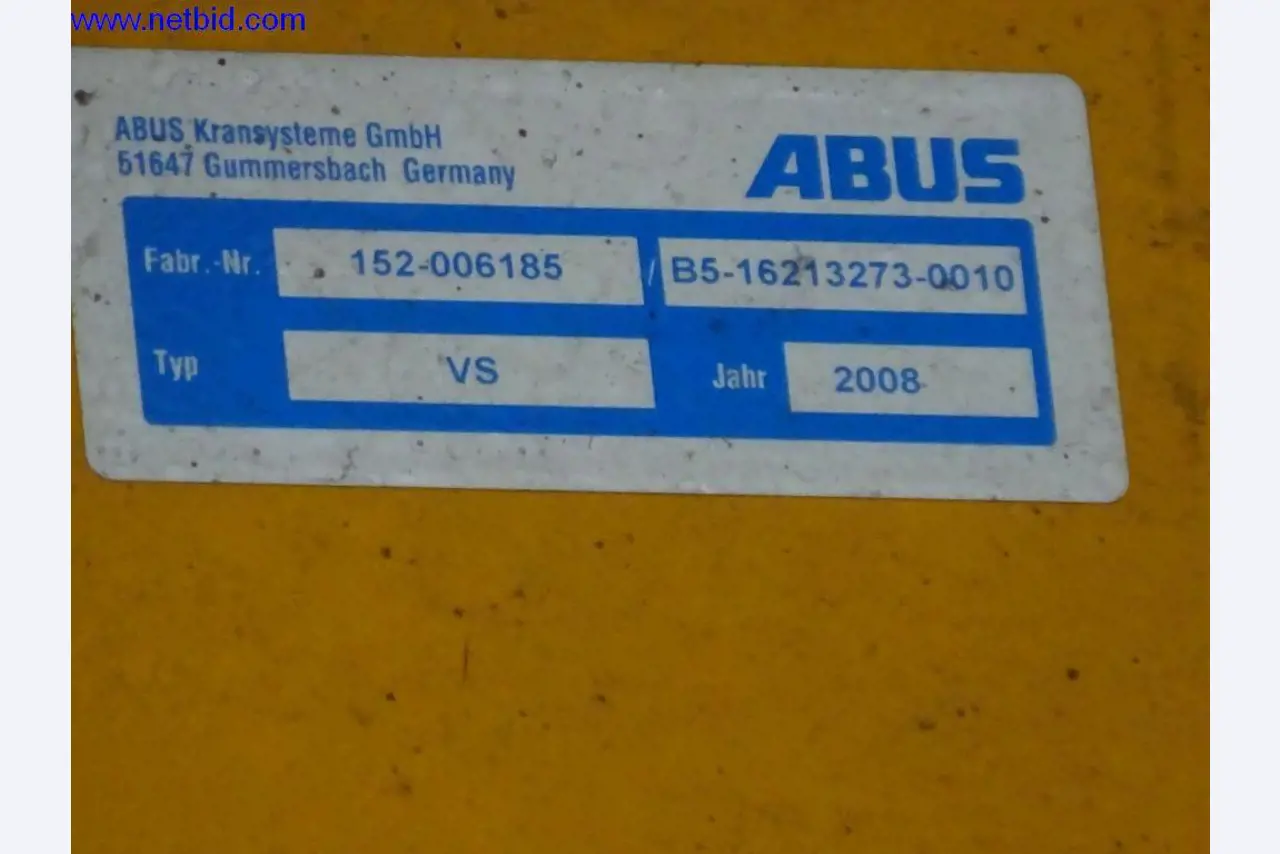 www.netbid.com
ABUS Kransysteme GmbH
51647 Gummersbach Germany
ABUS
Fabr.-Nr. 152-006185 / B5-16213273-0010
Typ VS Jahr 2008